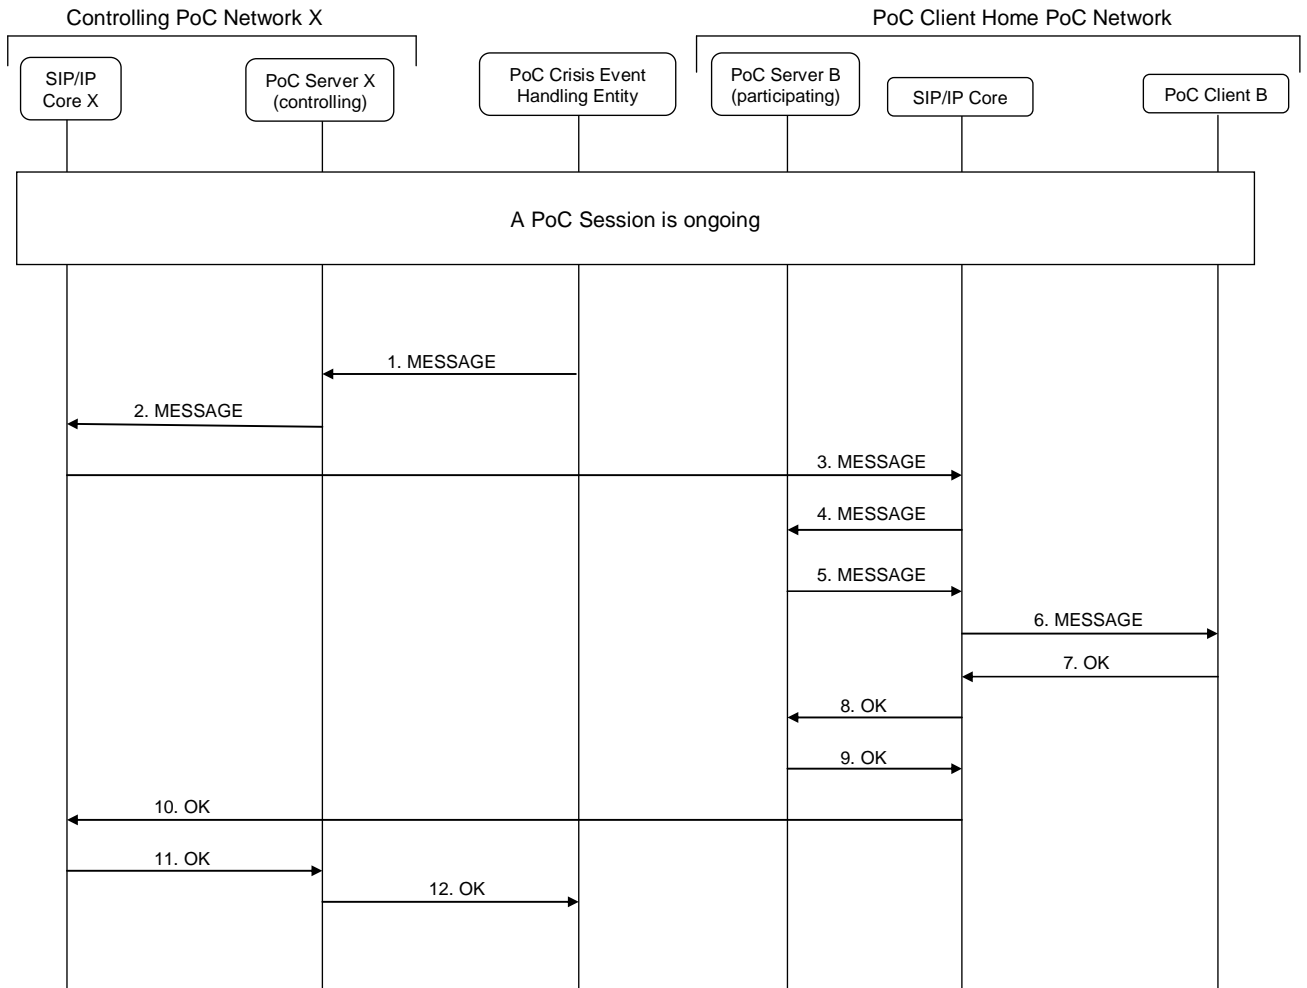 Controlling PoC Network X
PoC Client Home PoC Network
SIP/IP
Core X
PoC Server X
(controlling)
PoC Crisis Event
Handling Entity
PoC Server B
(participating)
SIP/IP Core
PoC Client B
A PoC Session is ongoing
1. MESSAGE
2. MESSAGE
3. MESSAGE
4. MESSAGE
5. MESSAGE
6. MESSAGE
7. OK
8. OK
9. OK
10. OK
11. OK
12. OK